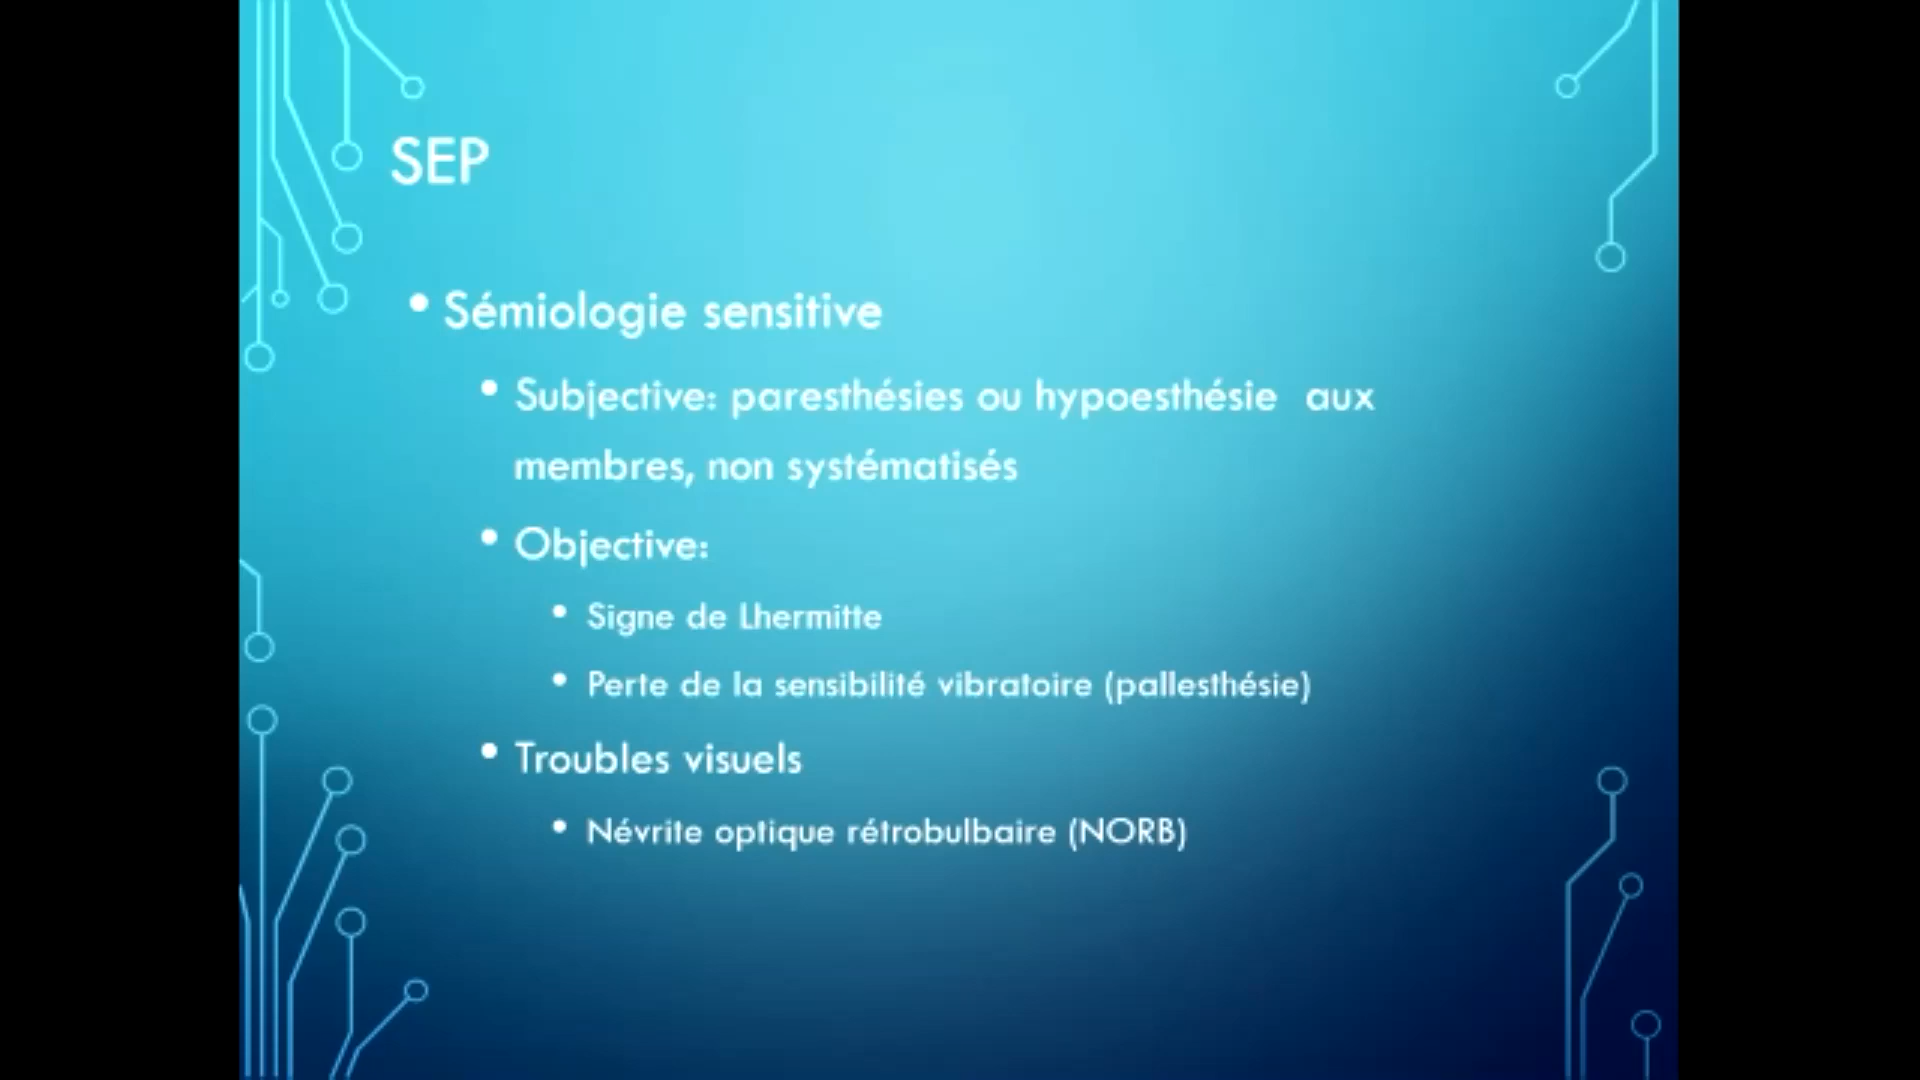 SEP
• Sémiologie sensitive
• Subjective: paresthésies ou hypoesthésie aux
membres, non systématisés
• Objective:
• Signe de Lhermitte
• Perte de la sensibilité vibratoire (pallesthésie)
• Troubles visuels
• Névrite optique rétrobulbaire (NORB)